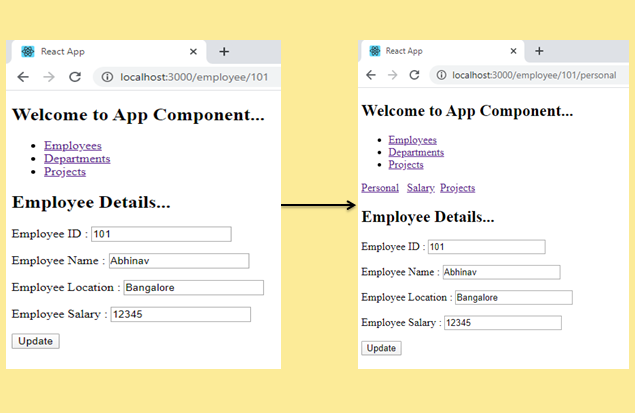 React App
localhost:3000/employee/101
Welcome to App Component...
Employees
Departments
Projects
Employee Details...
Employee ID : 101
Employee Name : Abhinav
Employee Location : Bangalore
Employee Salary : 12345
Update
React App
localhost:3000/employee/101/personal
Welcome to App Component...
Employees
Departments
Projects
Personal Salary Projects
Employee Details...
Employee ID : 101
Employee Name : Abhinav
Employee Location : Bangalore
Employee Salary : 12345
Update